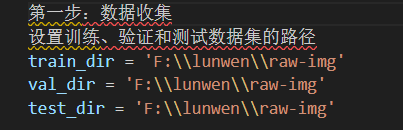 第一步：数据收集
设置训练、验证和测试数据集的路径
train_dir = 'F:\\lunwen\\raw-img'
val_dir = 'F:\\lunwen\\raw-img'
test_dir = 'F:\\lunwen\\raw-img'